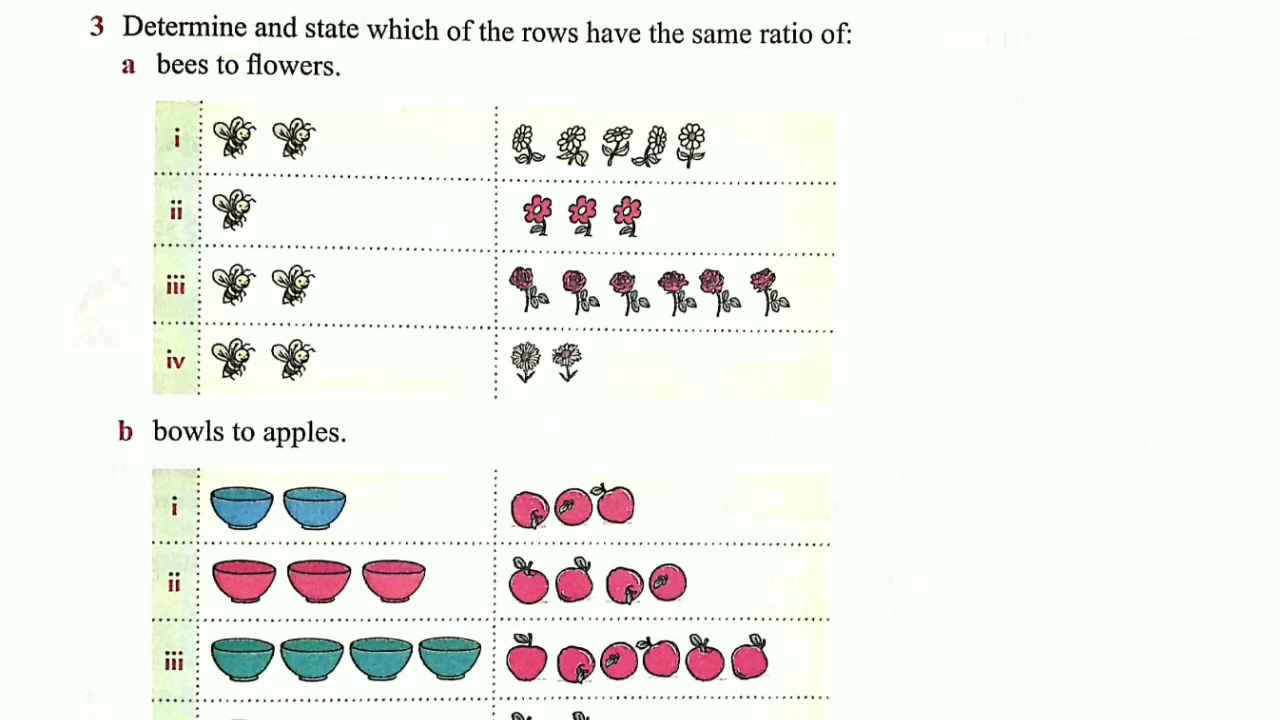 3 Determine and state which of the rows have the same ratio of:
a bees to flowers.
i
ii
iii
iv
b bowls to apples.
i
ii
iii